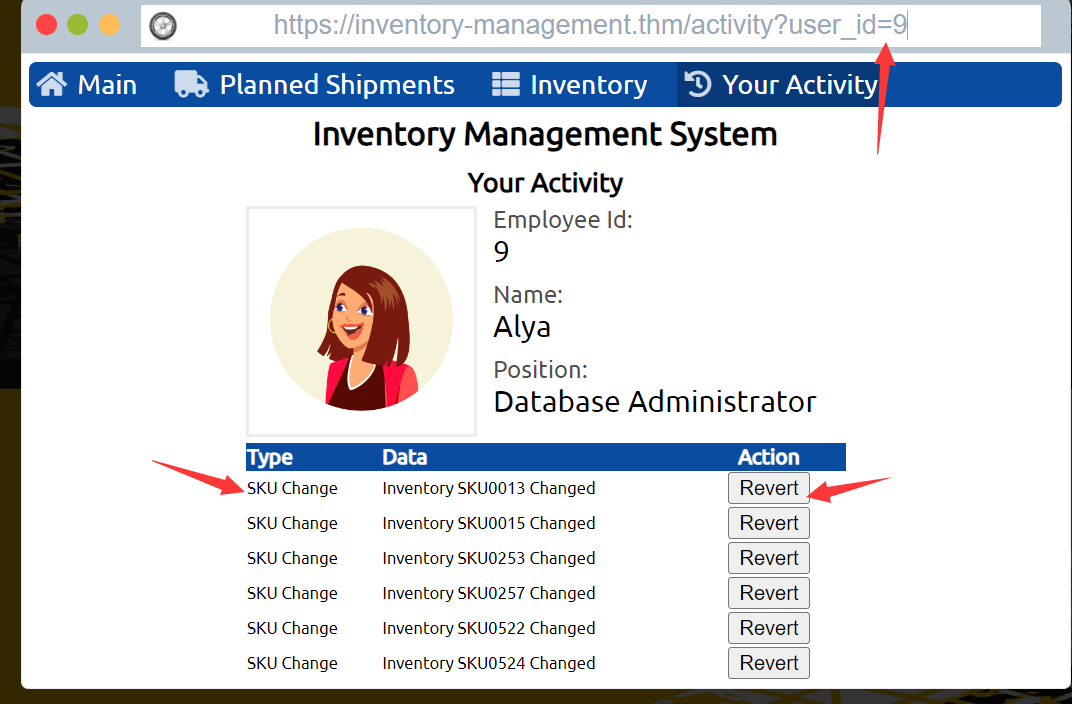 https://inventory-management.thm/activity?user_id=9
Main Planned Shipments Inventory Your Activity
Inventory Management System
Your Activity
Employee Id:
9
Name:
Alya
Position:
Database Administrator
Type Data Action
SKU Change Inventory SKU0013 Changed Revert
SKU Change Inventory SKU0015 Changed Revert
SKU Change Inventory SKU0253 Changed Revert
SKU Change Inventory SKU0257 Changed Revert
SKU Change Inventory SKU0522 Changed Revert
SKU Change Inventory SKU0524 Changed Revert